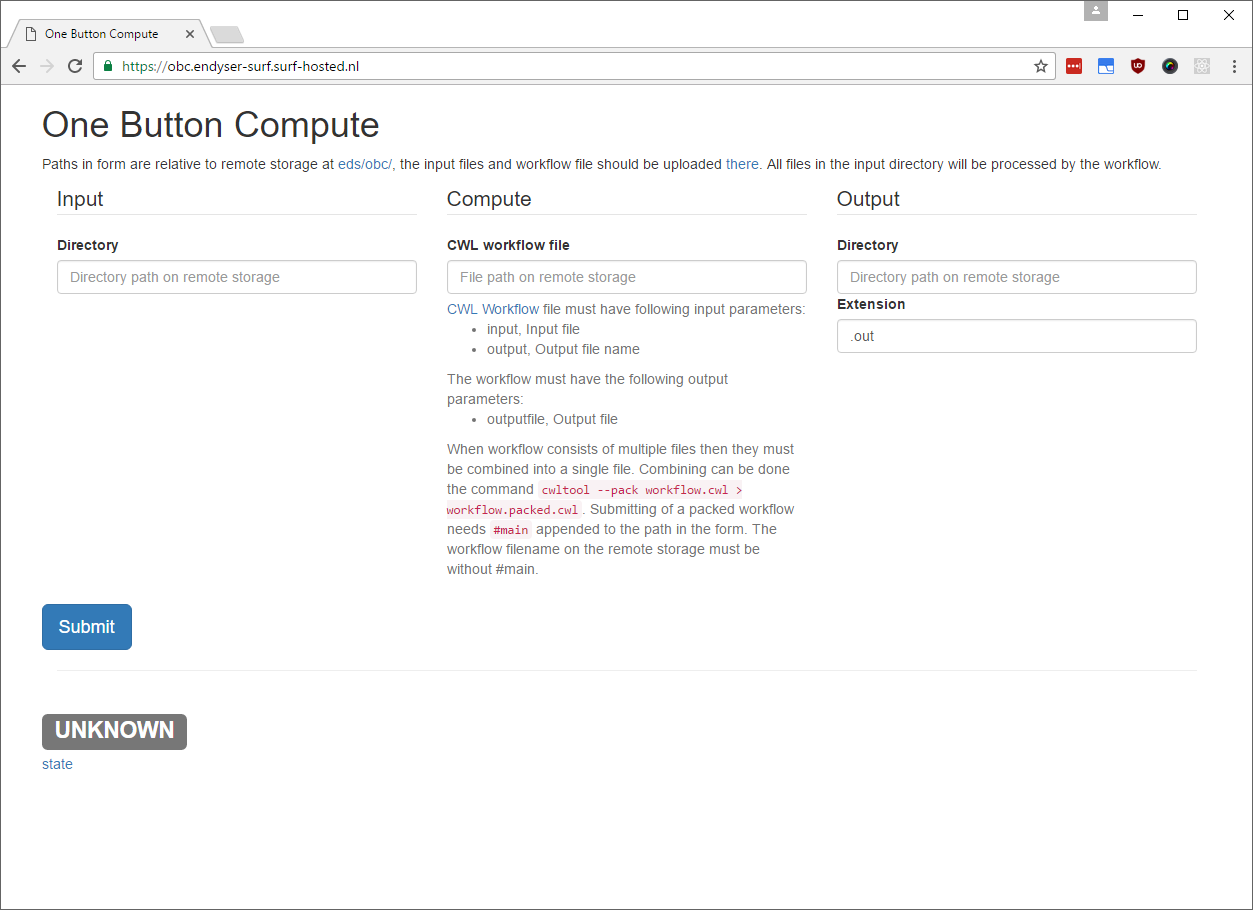 One Button Compute
https://obc.endyser-surf.surf-hosted.nl
One Button Compute
Paths in form are relative to remote storage at eds/obc/, the input files and workflow file should be uploaded there. All files in the input directory will be processed by the workflow.
Input
Directory
Directory path on remote storage
Compute
CWL workflow file
File path on remote storage
CWL Workflow file must have following input parameters:
• input, Input file
• output, Output file name
The workflow must have the following output
parameters:
• outputfile, Output file
When workflow consists of multiple files then they must
be combined into a single file. Combining can be done
the command cwltool --pack workflow.cwl >
workflow.packed.cwl. Submitting of a packed workflow
needs #main appended to the path in the form. The
workflow filename on the remote storage must be
without #main.
Output
Directory
Directory path on remote storage
Extension
.out
Submit
UNKNOWN
state